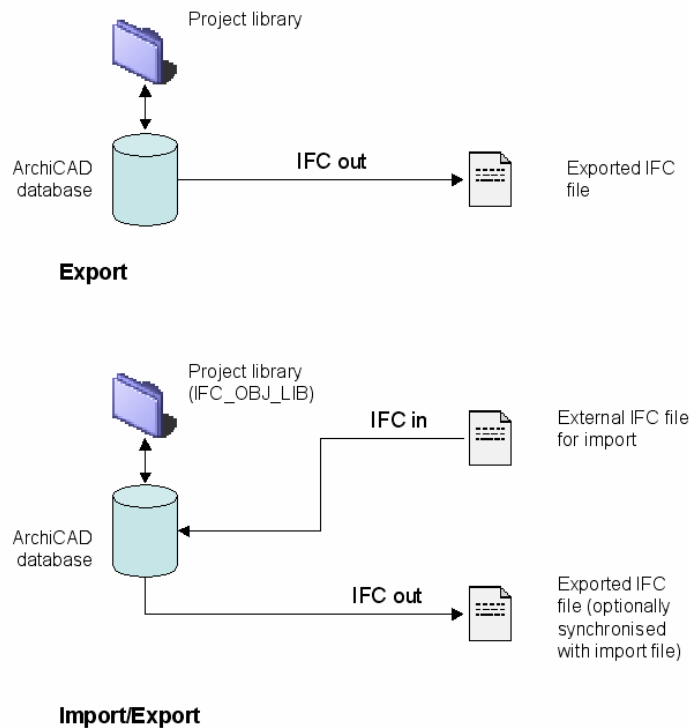 Project library
ArchiCAD
database
IFC out
Exported IFC
file
Export
Project library
(IFC_OBJ_LIB)
IFC in
External IFC file
for import
ArchiCAD
database
IFC out
Exported IFC
file (optionally
synchronised
with import file)
Import/Export